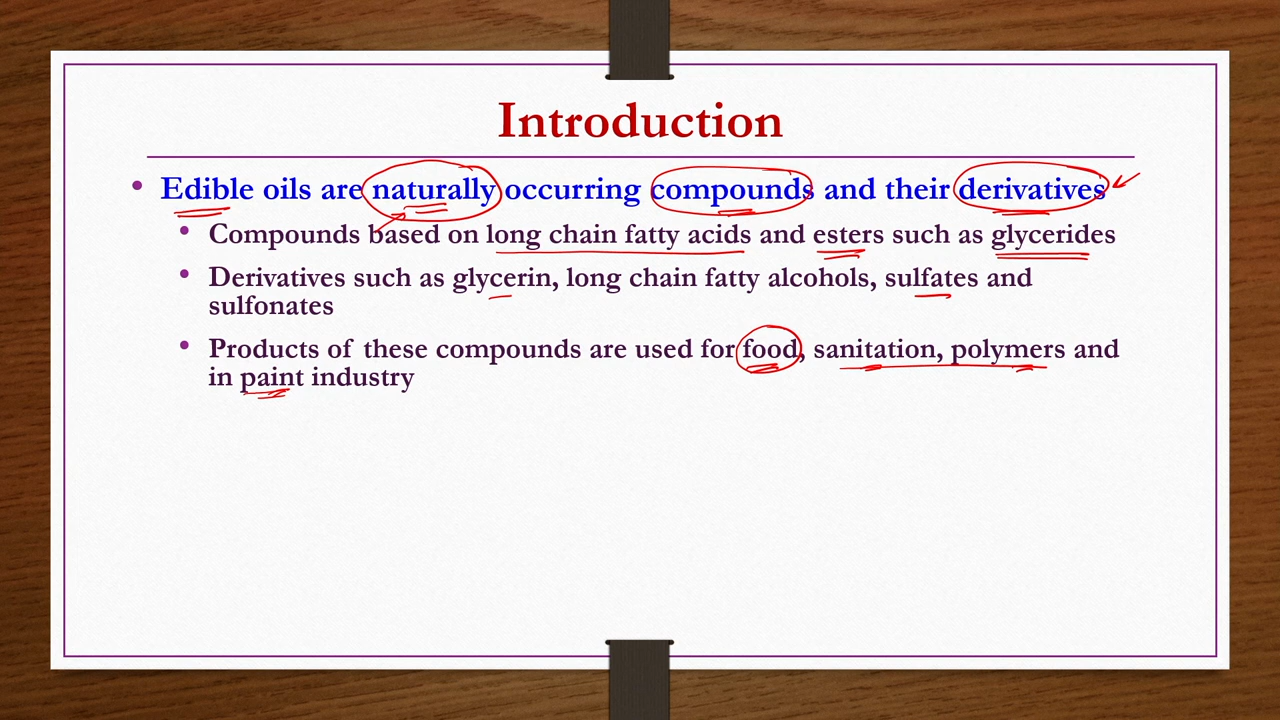 Introduction
• Edible oils are naturally occurring compounds and their derivatives
• Compounds based on long chain fatty acids and esters such as glycerides
• Derivatives such as glycerin, long chain fatty alcohols, sulfates and
sulfonates
• Products of these compounds are used for food, sanitation, polymers and
in paint industry